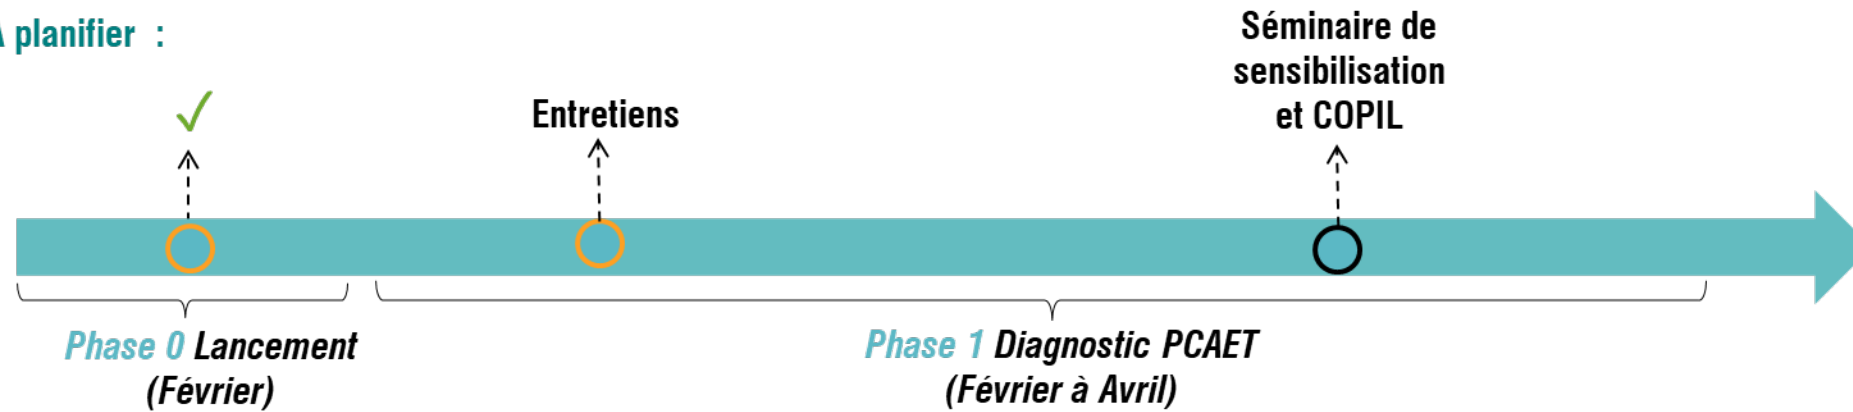 À planifier :
Séminaire de
sensibilisation
et COPIL
Entretiens
Phase 0 Lancement
(Février)
Phase 1 Diagnostic PCAET
(Février à Avril)